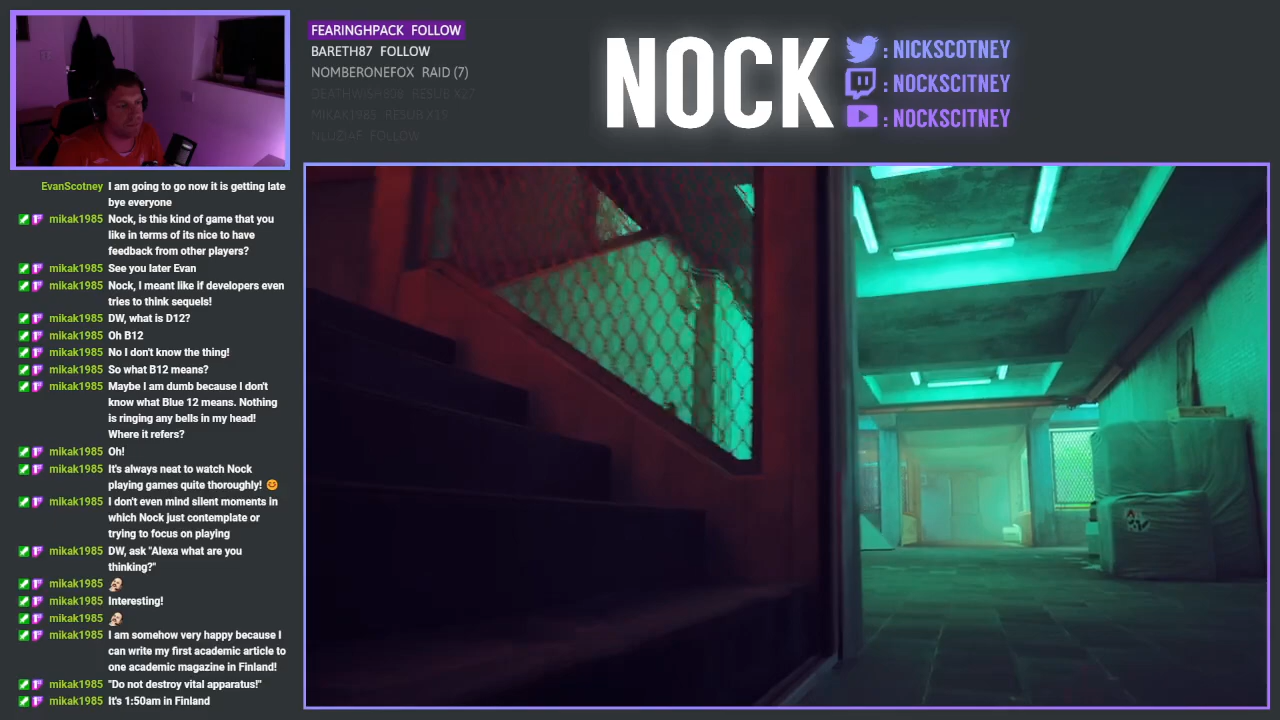 FEARINGHPACK FOLLOW
BARETH87 FOLLOW
NOMBERONEFOX RAID (7)
RESUB X27
MIKAK1985 RESUB X19
NLUZIAF FOLLOW
NOCK
: NICKSCOTNEY
: NOCKSCITNEY
: NOCKSCITNEY
EvanScotney I am going to go now it is getting late
bye everyone
mikak1985 Nock, is this kind of game that you
like in terms of its nice to have
feedback from other players?
mikak1985 See you later Evan
mikak1985 Nock, I meant like if developers even
tries to think sequels!
mikak1985 DW, what is D12?
mikak1985 Oh B12
mikak1985 No I don't know the thing!
mikak1985 So what B12 means?
mikak1985 Maybe I am dumb because I don't
know what Blue 12 means. Nothing
is ringing any bells in my head!
Where it refers?
mikak1985 Oh!
mikak1985 It's always neat to watch Nock
playing games quite thoroughly!
mikak1985 I don't even mind silent moments in
which Nock just contemplate or
trying to focus on playing
mikak1985 DW, ask "Alexa what are you
thinking?"
mikak1985
mikak1985 Interesting!
mikak1985
mikak1985 I am somehow very happy because I
can write my first academic article to
one academic magazine in Finland!
mikak1985 "Do not destroy vital apparatus!"
mikak1985 It's 1:50am in Finland